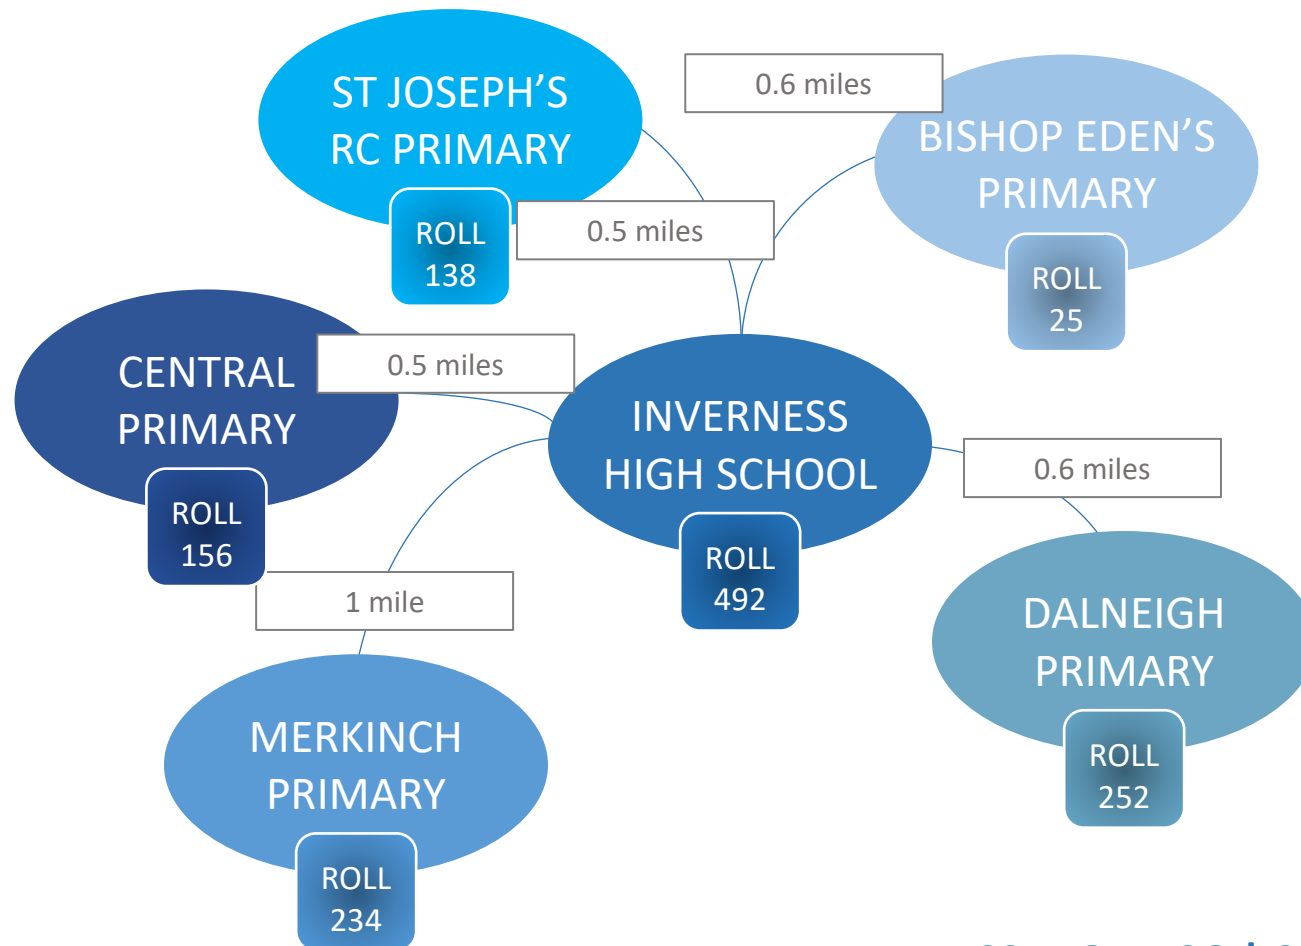 ST JOSEPH’S
RC PRIMARY
ROLL
138
0.6 miles
BISHOP EDEN’S
PRIMARY
ROLL
25
0.5 miles
CENTRAL
PRIMARY
ROLL
156
0.5 miles
INVERNESS
HIGH SCHOOL
ROLL
492
0.6 miles
1 mile
DALNEIGH
PRIMARY
ROLL
252
MERKINCH
PRIMARY
ROLL
234